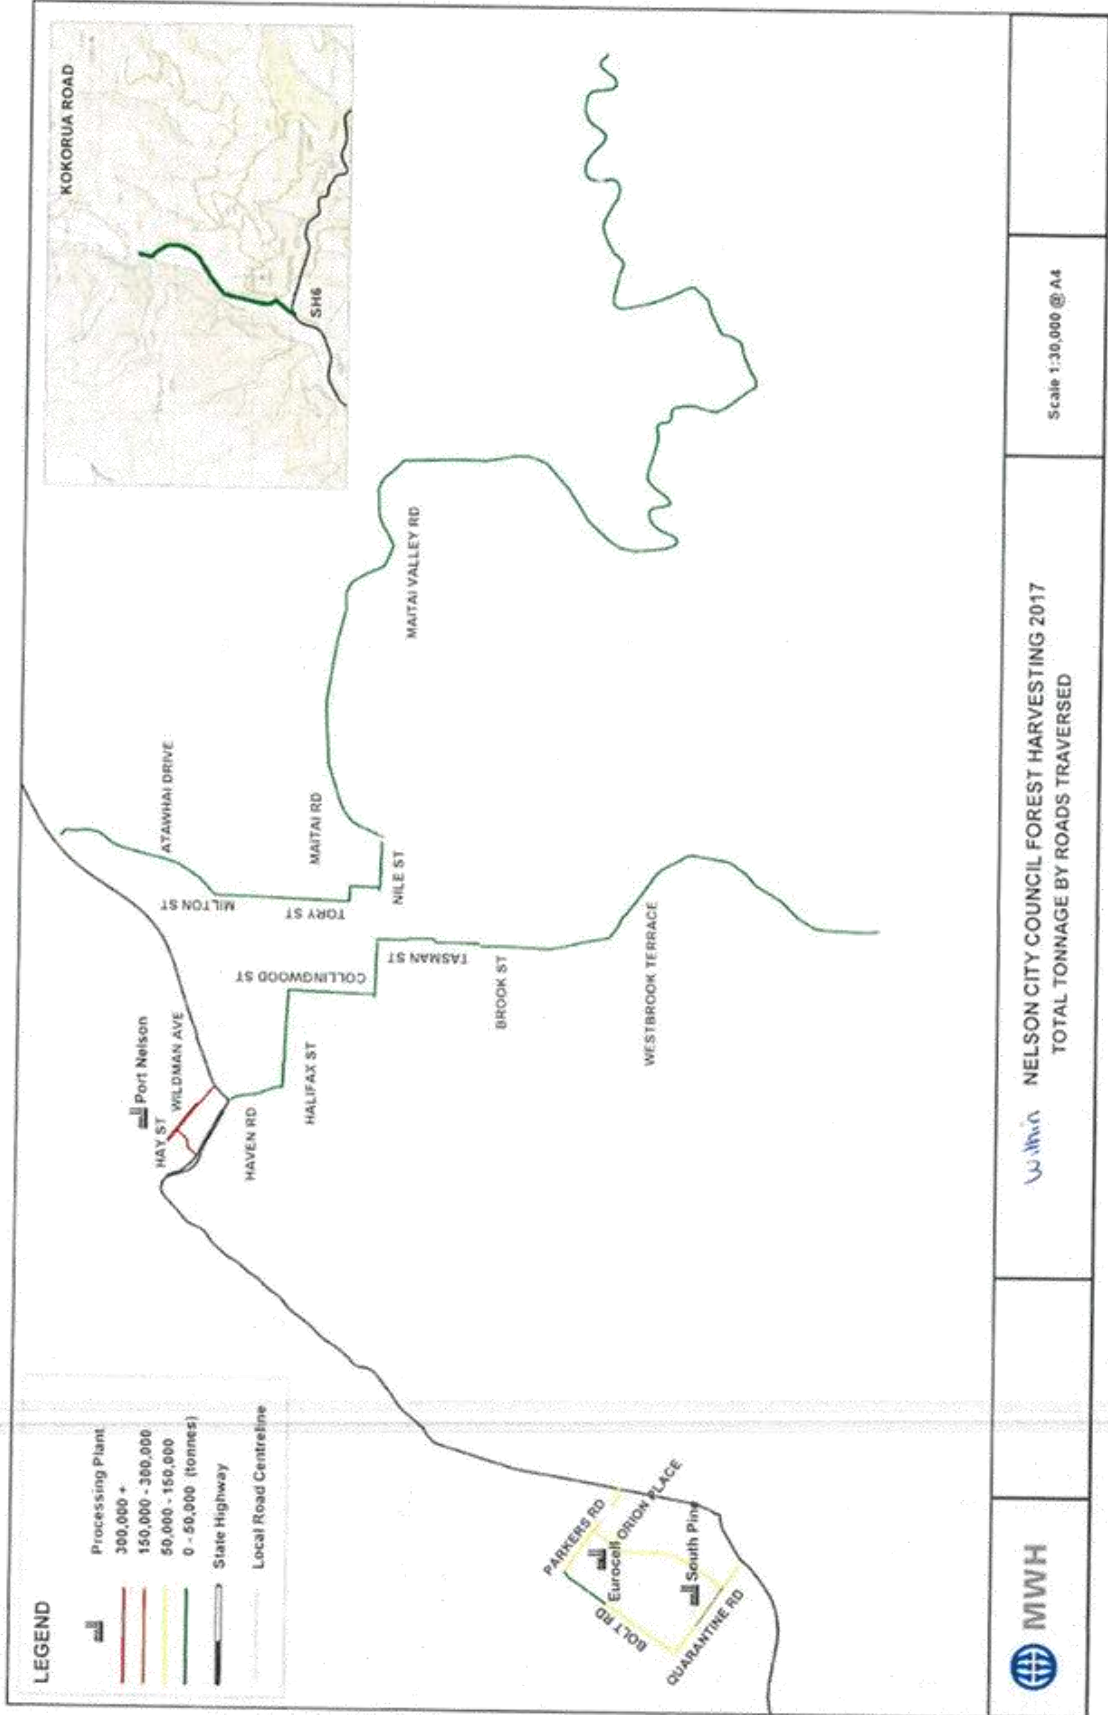 KOKORUA ROAD
SH6
LEGEND
Processing Plant
300,000 +
150,000 - 300,000
50,000 - 150,000
0 - 50,000 (tonnes)
State Highway
Local Road Centreline
Port Nelson
HAY ST
WILDMAN AVE
HAVEN RD
HALIFAX ST
COLLINGWOOD ST
TASMAN ST
BROOK ST
WESTBROOK TERRACE
ATAWHAI DRIVE
MILTON ST
TORY ST
MAITAI RD
NILE ST
MAITAI VALLEY RD
PARKERS RD
ORION PLACE
Eurocell
South Pine
BOLT RD
QUARANTINE RD
MWH
within NELSON CITY COUNCIL FOREST HARVESTING 2017
TOTAL TONNAGE BY ROADS TRAVERSED
Scale 1:30,000 @ A4